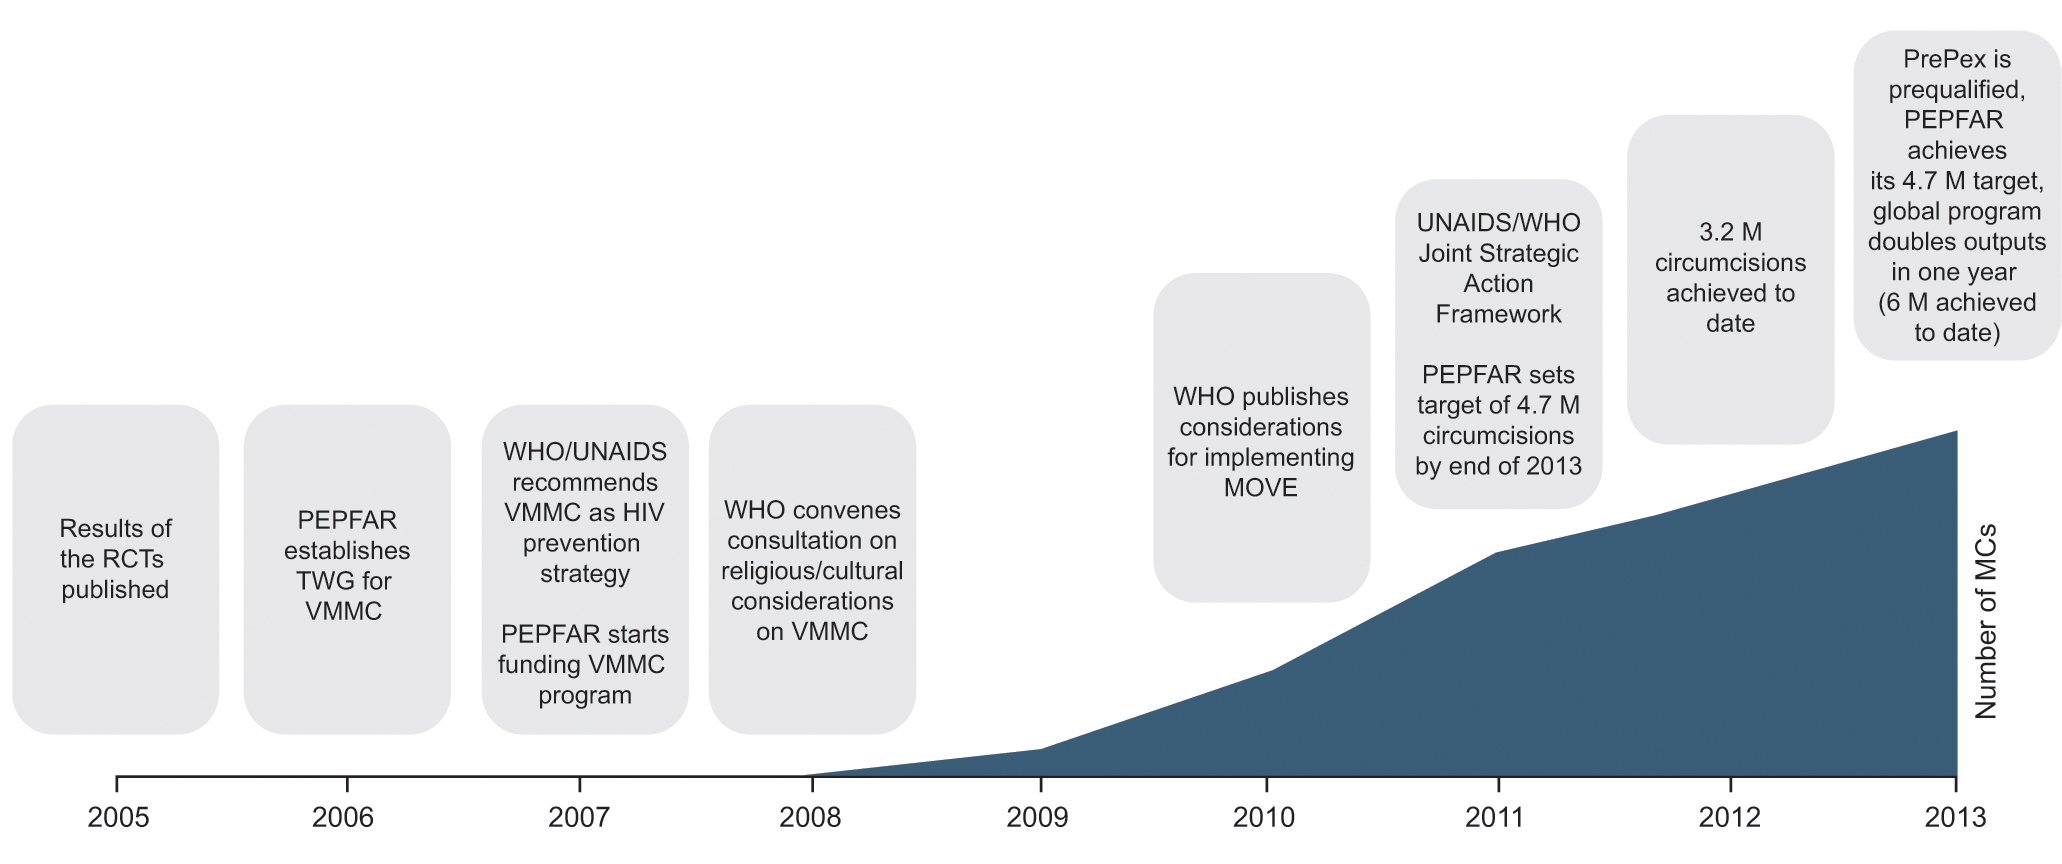 Results of
the RCTs
published
PEPFAR
establishes
TWG for
VMMC
WHO/UNAIDS
recommends
VMMC as HIV
prevention
strategy
PEPFAR starts
funding VMMC
program
WHO convenes
consultation on
religious/cultural
considerations
on VMMC
WHO publishes
considerations
for implementing
MOVE
UNAIDS/WHO
Joint Strategic
Action
Framework
PEPFAR sets
target of 4.7 M
circumcisions
by end of 2013
3.2 M
circumcisions
achieved to
date
PrePex is
prequalified,
PEPFAR
achieves
its 4.7 M target,
global program
doubles outputs
in one year
(6 M achieved
to date)
Number of MCs
2005
2006
2007
2008
2009
2010
2011
2012
2013